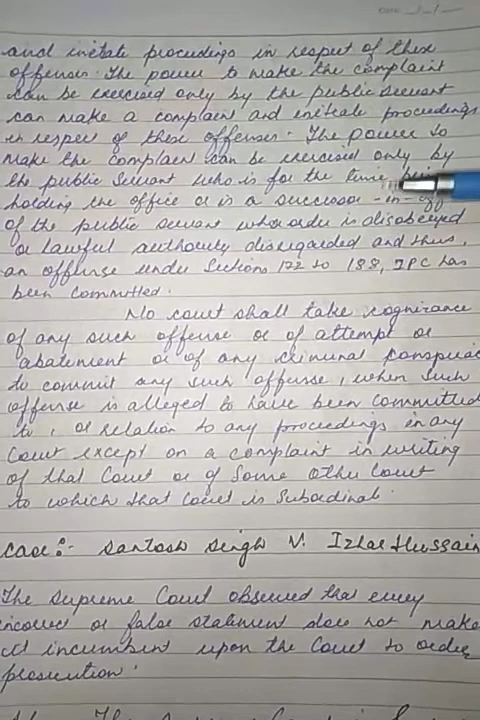 and initate proceedings in respect of these
offenses. The power to make the complaint
can be exercised only by the public servant
can make a complain and initiate proceedings
in respect of these offenses. The power to
make the complain can be exercised only by
the public servant who is for the time being
holding the office or is a successor-in-off
of the public servant whose order is disobeyed
or lawful authority disregarded and thus,
an offense under Sections 172 to 188, IPC has
been committed.
No court shall take cognizance
of any such offense or of attempt or
abatement or of any criminal conspirac
to commit any such offense, when such
offense is alleged to have been committed
to, or relation to any proceedings in any
Court except on a complaint in writing
of that Court or of Some other Court
to which that Court is Subordinate.
Case:- Santosh Singh V. Izhar Hussain
The Supreme Court observed that every
incorrect or false statement does not make
it incumbent upon the Court to order
prosecution.